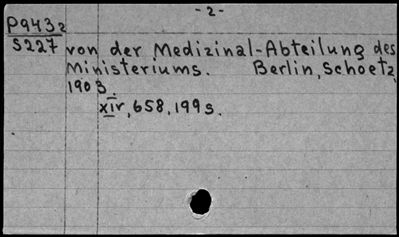 -2-
P943z
S227 von der Medizinal-Abteilung des
Ministeriums. Berlin, Schoetz,
1903.
xiv, 658, 199 s.